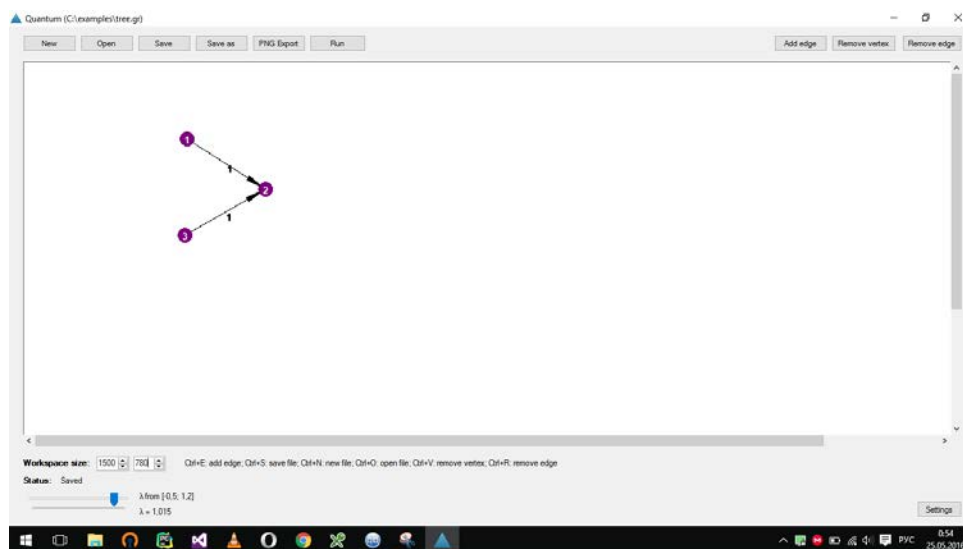 Quantum (C:\examples\tree.gr)
New Open Save Save as PNG Export Run Add edge Remove vertex Remove edge
1
1
2
1
3
Workspace size: 1500 780 Ctrl+E: add edge; Ctrl+S: save file; Ctrl+N: new file; Ctrl+O: open file; Ctrl+V: remove vertex; Ctrl+R: remove edge
Status: Saved
λ from [-0,5; 1,2]
λ = 1,015
Settings
РУС
0:54
25.05.2016